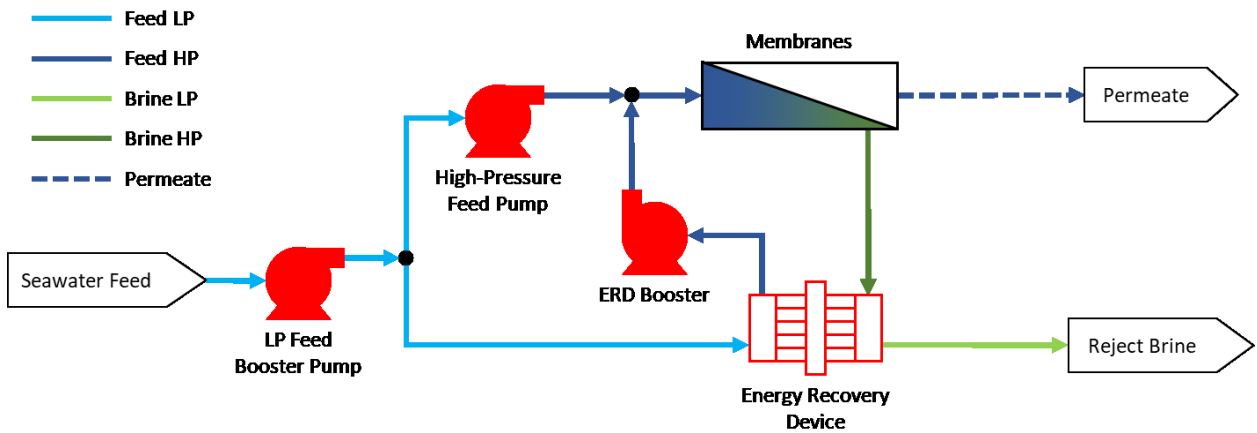 Feed LP
Feed HP
Brine LP
Brine HP
Permeate
Membranes
Permeate
High-Pressure
Feed Pump
Seawater Feed
LP Feed
Booster Pump
ERD Booster
Reject Brine
Energy Recovery
Device